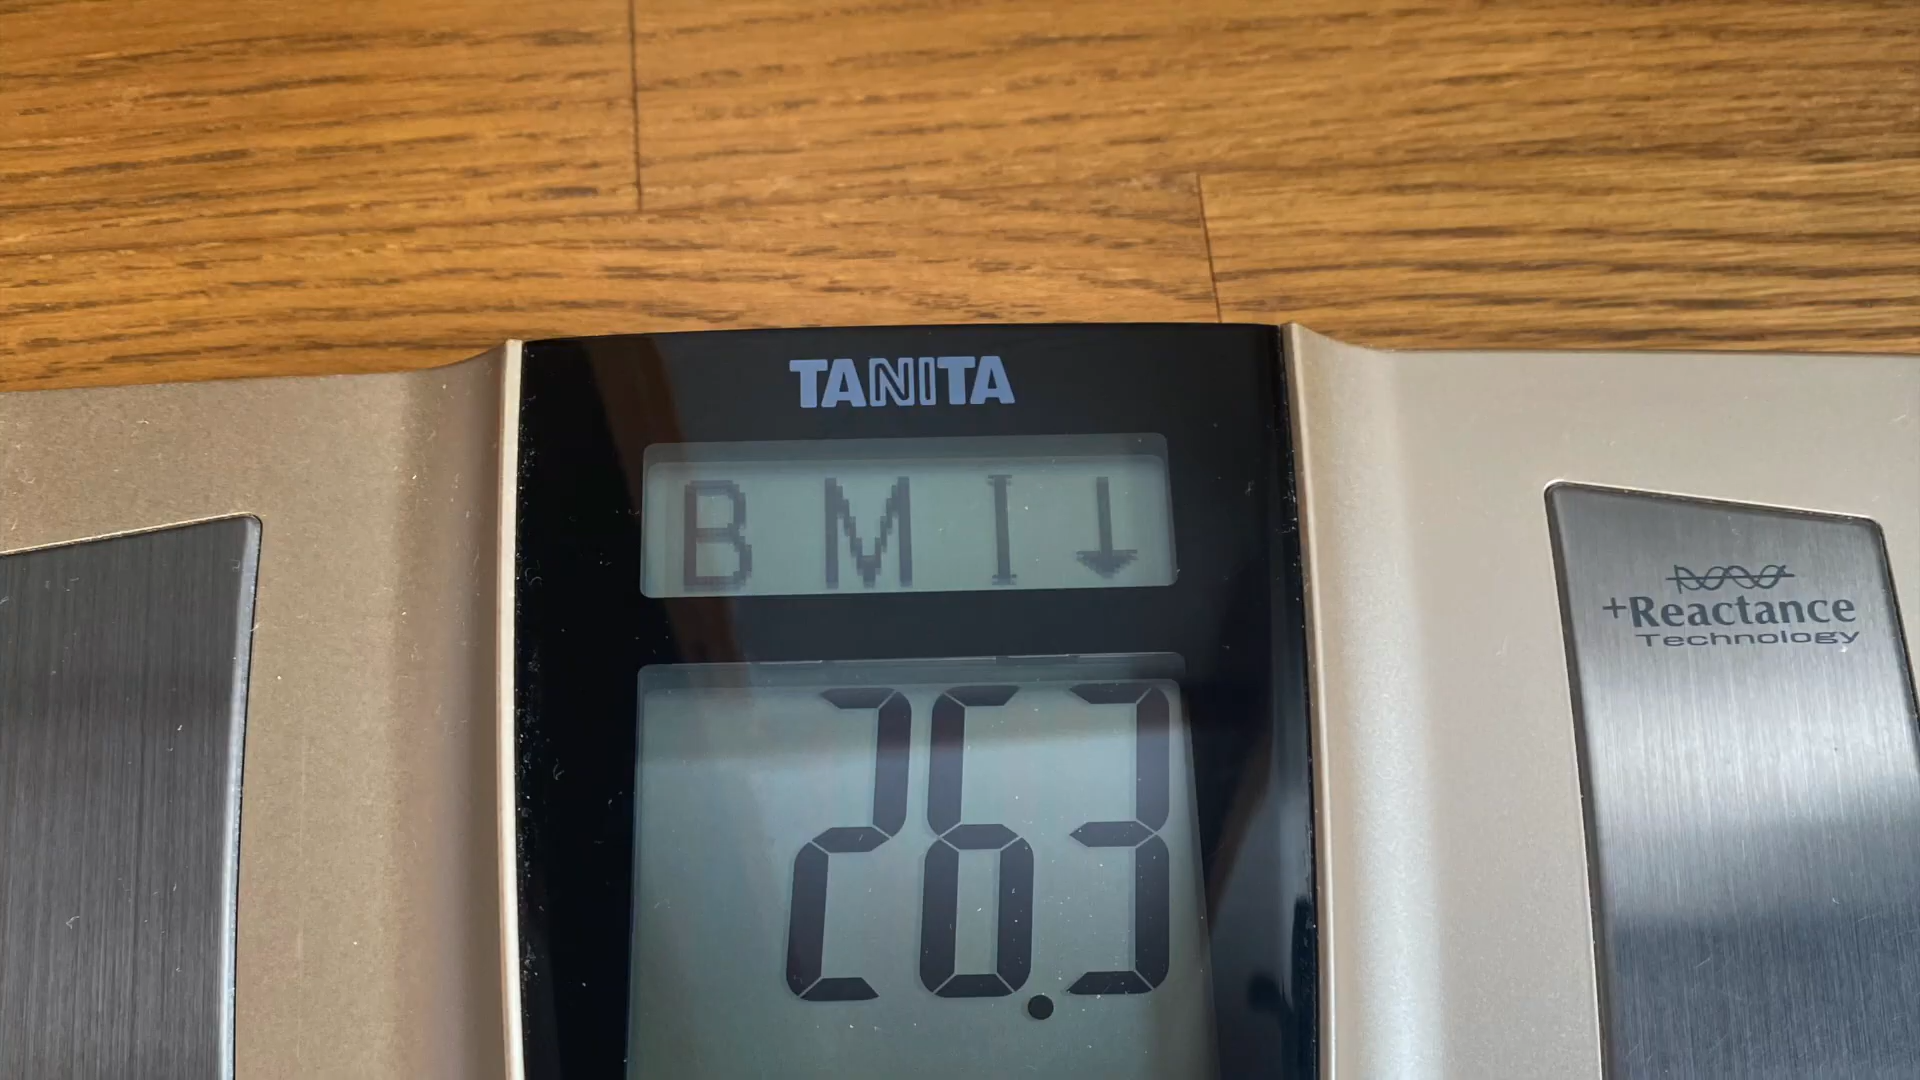 TANITA
BMI↓
26.3
+Reactance
Technology